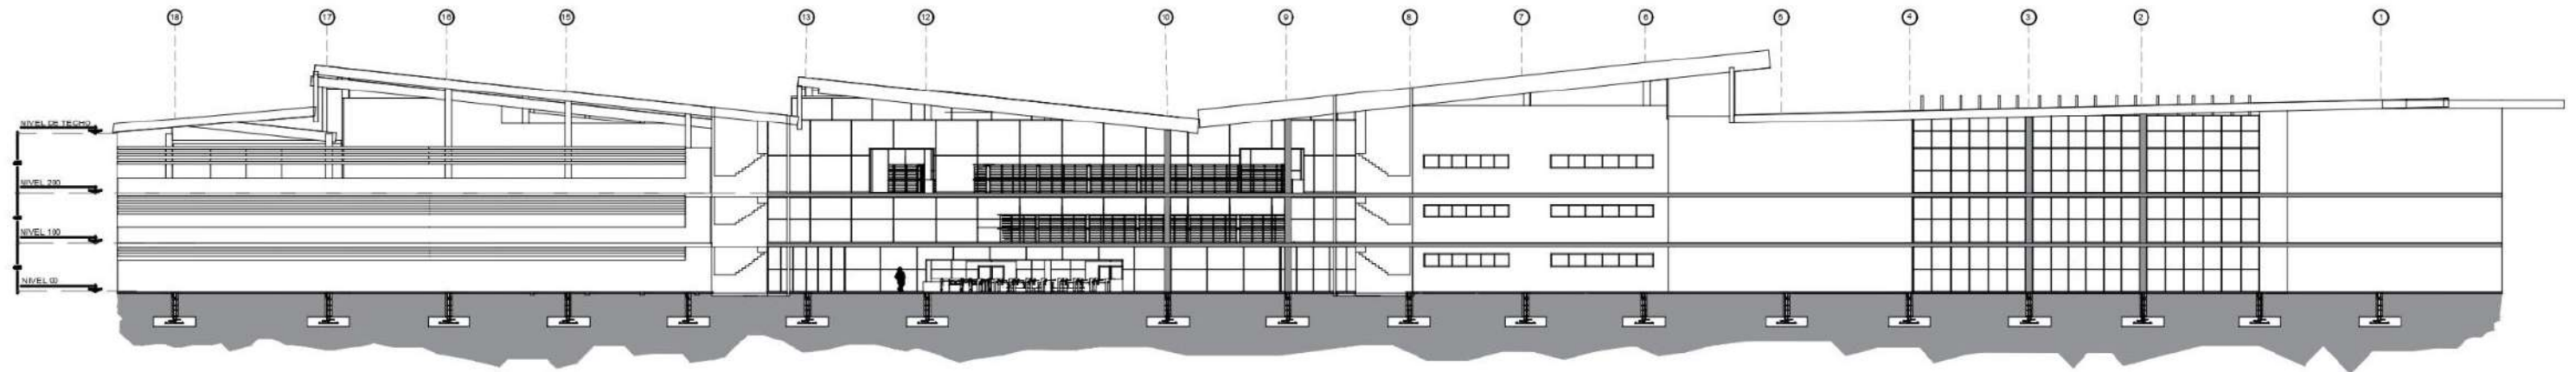 18 17 16 15 13 12 10 9 8 7 6 5 4 3 2 1
NIVEL DE TECHO
NIVEL 200
NIVEL 100
NIVEL 00